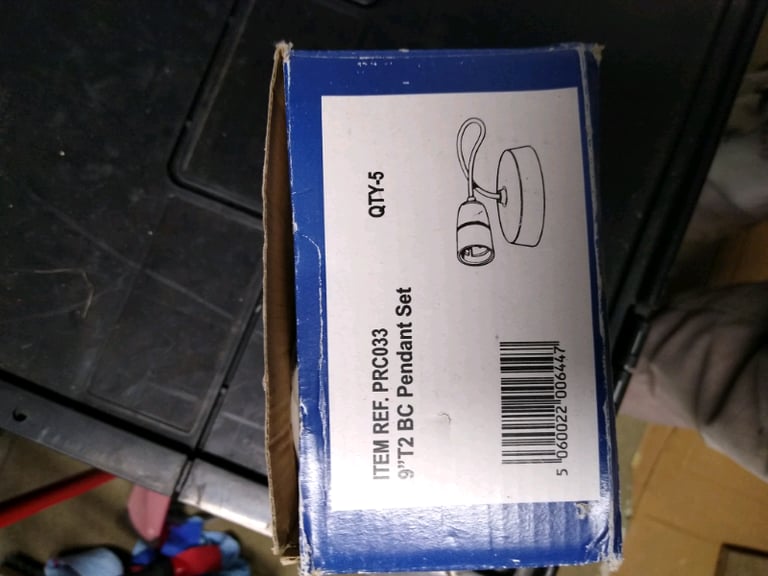 ITEM REF. PRC033
9”T2 BC Pendant Set
QTY-5
5 060022 006447